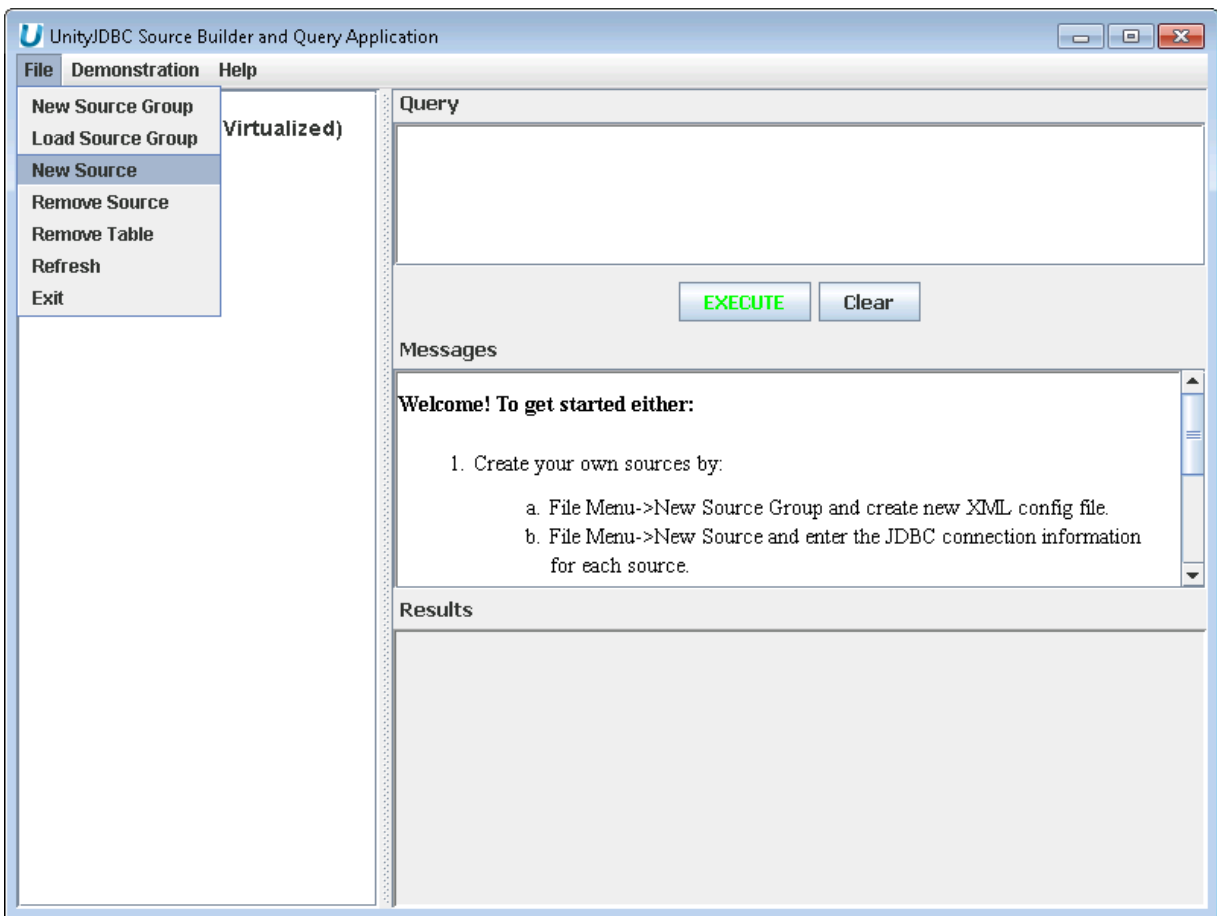 UnityJDBC Source Builder and Query Application
File Demonstration Help
New Source Group
Load Source Group
Virtualized)
New Source
Remove Source
Remove Table
Refresh
Exit
Query
EXECUTE Clear
Messages
Welcome! To get started either:
1. Create your own sources by:
a. File Menu->New Source Group and create new XML config file.
b. File Menu->New Source and enter the JDBC connection information
for each source.
Results